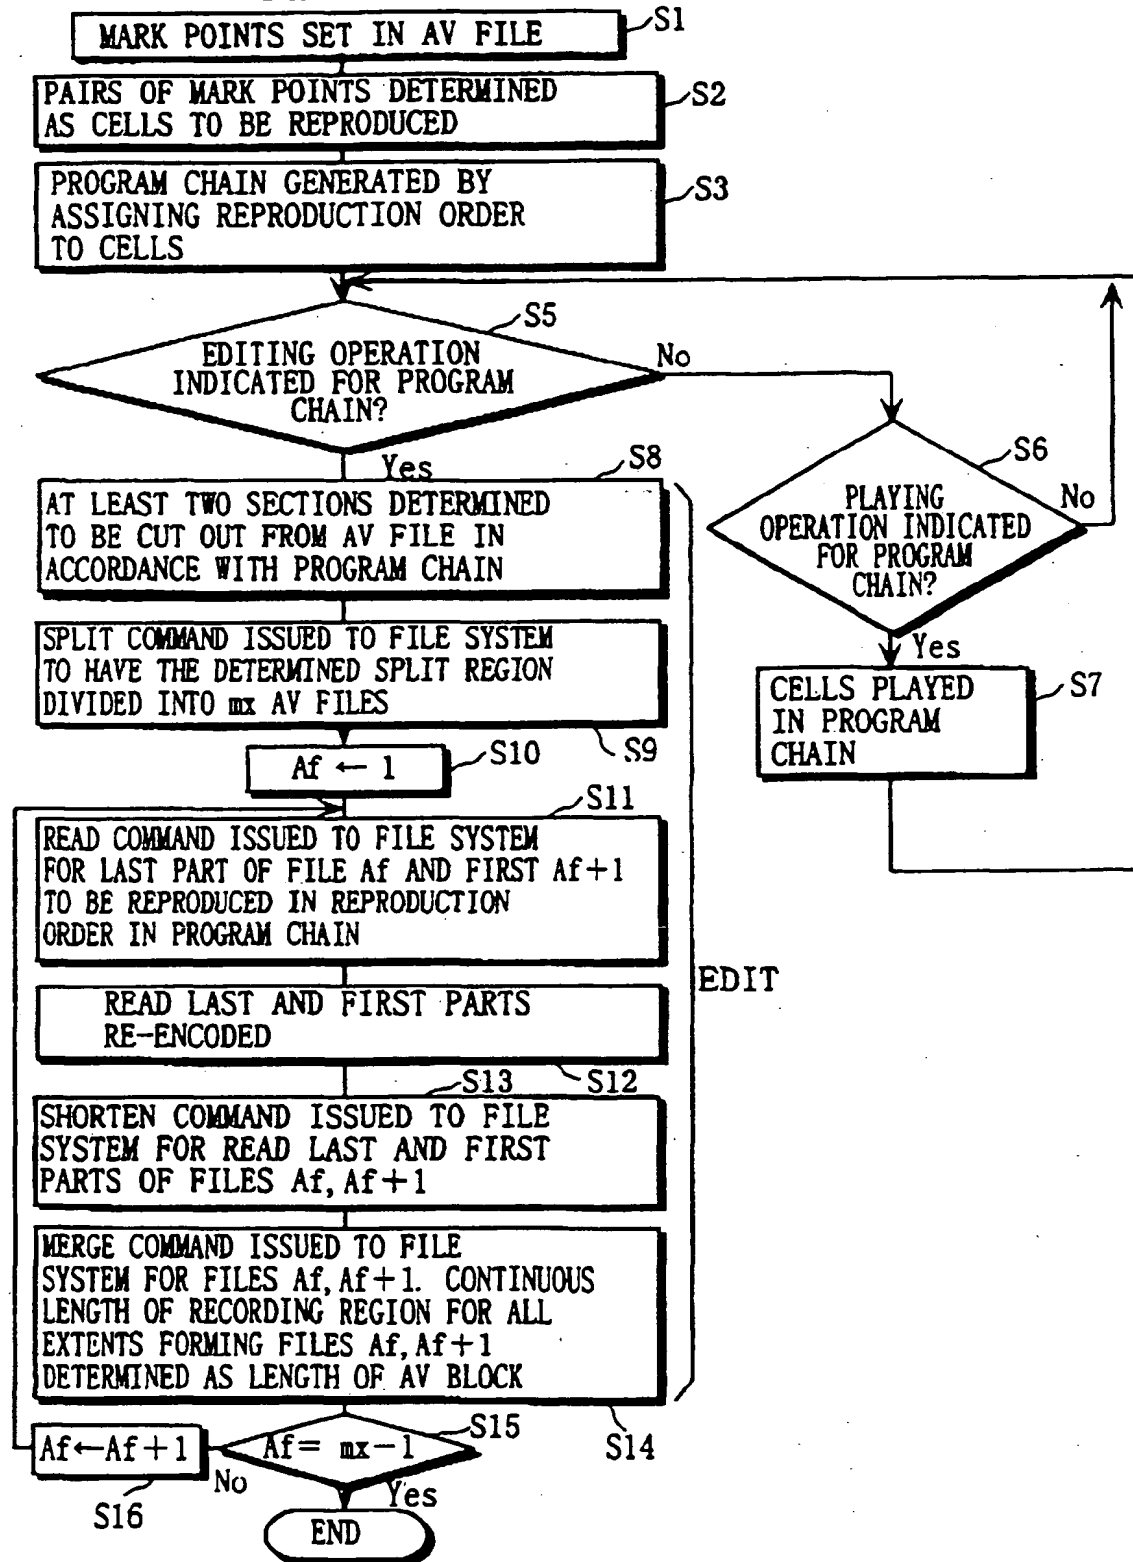 MARK POINTS SET IN AV FILE
S1
PAIRS OF MARK POINTS DETERMINED
AS CELLS TO BE REPRODUCED
S2
PROGRAM CHAIN GENERATED BY
ASSIGNING REPRODUCTION ORDER
TO CELLS
S3
S5
EDITING OPERATION
INDICATED FOR PROGRAM
CHAIN?
No
Yes
S6
PLAYING
OPERATION INDICATED
FOR PROGRAM
CHAIN?
No
Yes
S7
CELLS PLAYED
IN PROGRAM
CHAIN
S8
AT LEAST TWO SECTIONS DETERMINED
TO BE CUT OUT FROM AV FILE IN
ACCORDANCE WITH PROGRAM CHAIN
SPLIT COMMAND ISSUED TO FILE SYSTEM
TO HAVE THE DETERMINED SPLIT REGION
DIVIDED INTO mx AV FILES
S9
Af ← 1
S10
S11
READ COMMAND ISSUED TO FILE SYSTEM
FOR LAST PART OF FILE Af AND FIRST Af+1
TO BE REPRODUCED IN REPRODUCTION
ORDER IN PROGRAM CHAIN
EDIT
READ LAST AND FIRST PARTS
RE-ENCODED
S12
S13
SHORTEN COMMAND ISSUED TO FILE
SYSTEM FOR READ LAST AND FIRST
PARTS OF FILES Af, Af+1
MERGE COMMAND ISSUED TO FILE
SYSTEM FOR FILES Af, Af+1. CONTINUOUS
LENGTH OF RECORDING REGION FOR ALL
EXTENTS FORMING FILES Af, Af+1
DETERMINED AS LENGTH OF AV BLOCK
S14
S15
Af= mx-1
No
Yes
Af←Af+1
S16
END